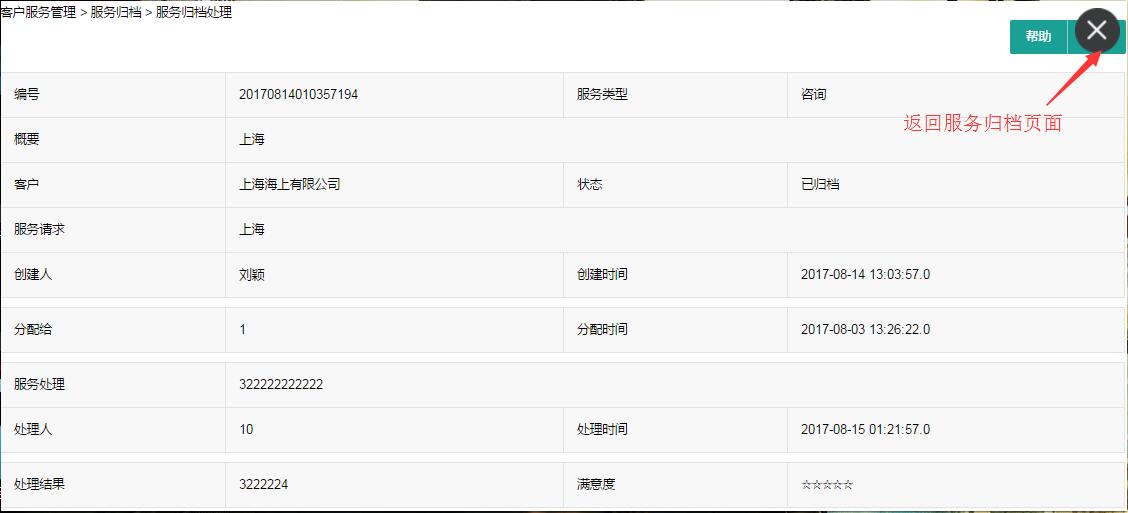 客户服务管理 > 服务归档 > 服务归档处理
帮助
编号 20170814010357194 服务类型 咨询
返回服务归档页面
概要 上海
客户 上海海上有限公司 状态 已归档
服务请求 上海
创建人 刘颖 创建时间 2017-08-14 13:03:57.0
分配给 1 分配时间 2017-08-03 13:26:22.0
服务处理 322222222222
处理人 10 处理时间 2017-08-15 01:21:57.0
处理结果 3222224 满意度 ☆☆☆☆☆